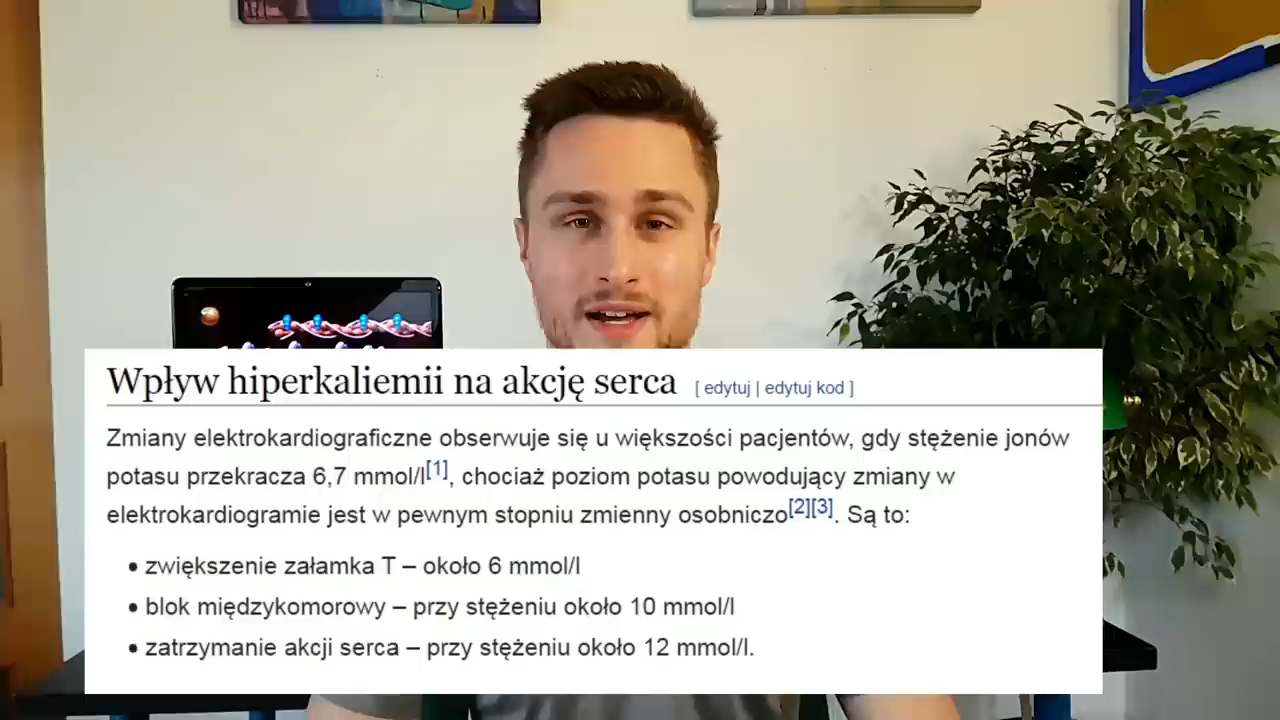 Wpływ hiperkaliemii na akcję serca [ edytuj | edytuj kod ]
Zmiany elektrokardiograficzne obserwuje się u większości pacjentów, gdy stężenie jonów
potasu przekracza 6,7 mmol/l[1], chociaż poziom potasu powodujący zmiany w
elektrokardiogramie jest w pewnym stopniu zmienny osobniczo[2][3]. Są to:
• zwiększenie załamka T – około 6 mmol/l
• blok międzykomorowy – przy stężeniu około 10 mmol/l
• zatrzymanie akcji serca – przy stężeniu około 12 mmol/l.